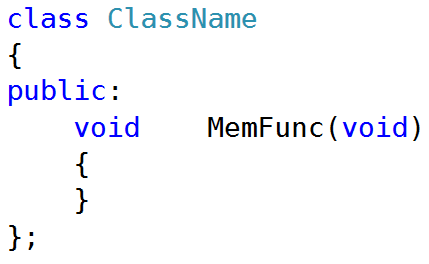 class ClassName
{
public:
    void    MemFunc(void)
    {
    }
};